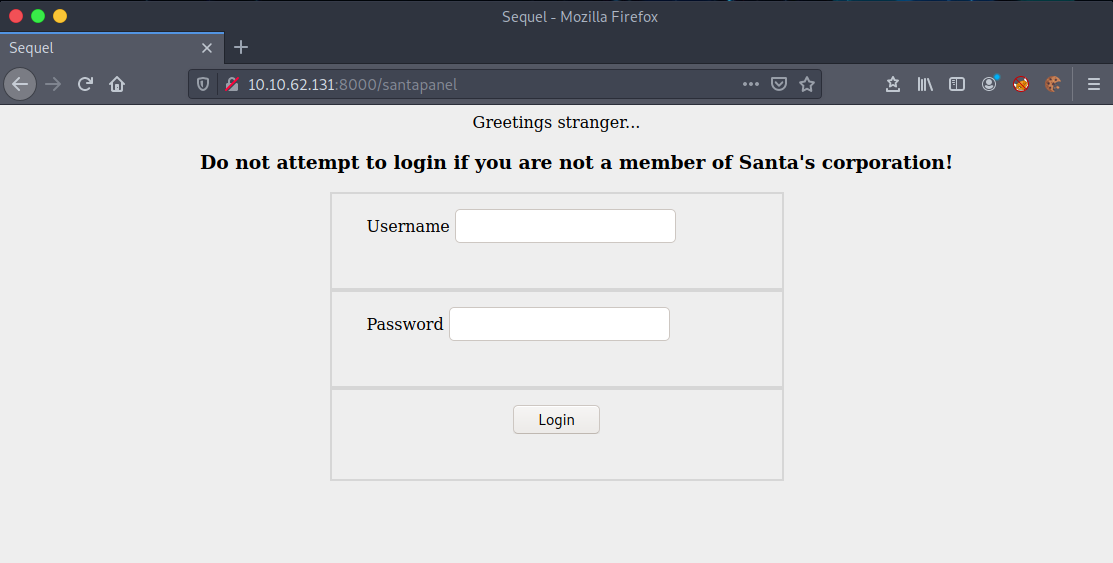 Sequel - Mozilla Firefox
Sequel
10.10.62.131:8000/santapanel
Greetings stranger...
Do not attempt to login if you are not a member of Santa's corporation!
Username
Password
Login